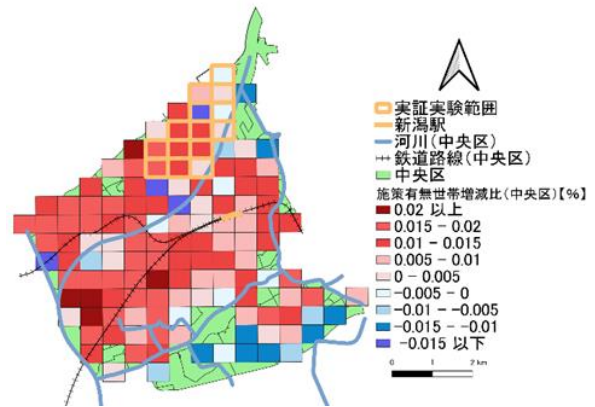 実証実験範囲
新潟駅
河川(中央区)
鉄道路線(中央区)
中央区
施策有無世帯増減比(中央区)【%】
0.02 以上
0.015 - 0.02
0.01 - 0.015
0.005 - 0.01
0 - 0.005
-0.005 - 0
-0.01 - -0.005
-0.015 - -0.01
-0.015 以下
0 1 2 km